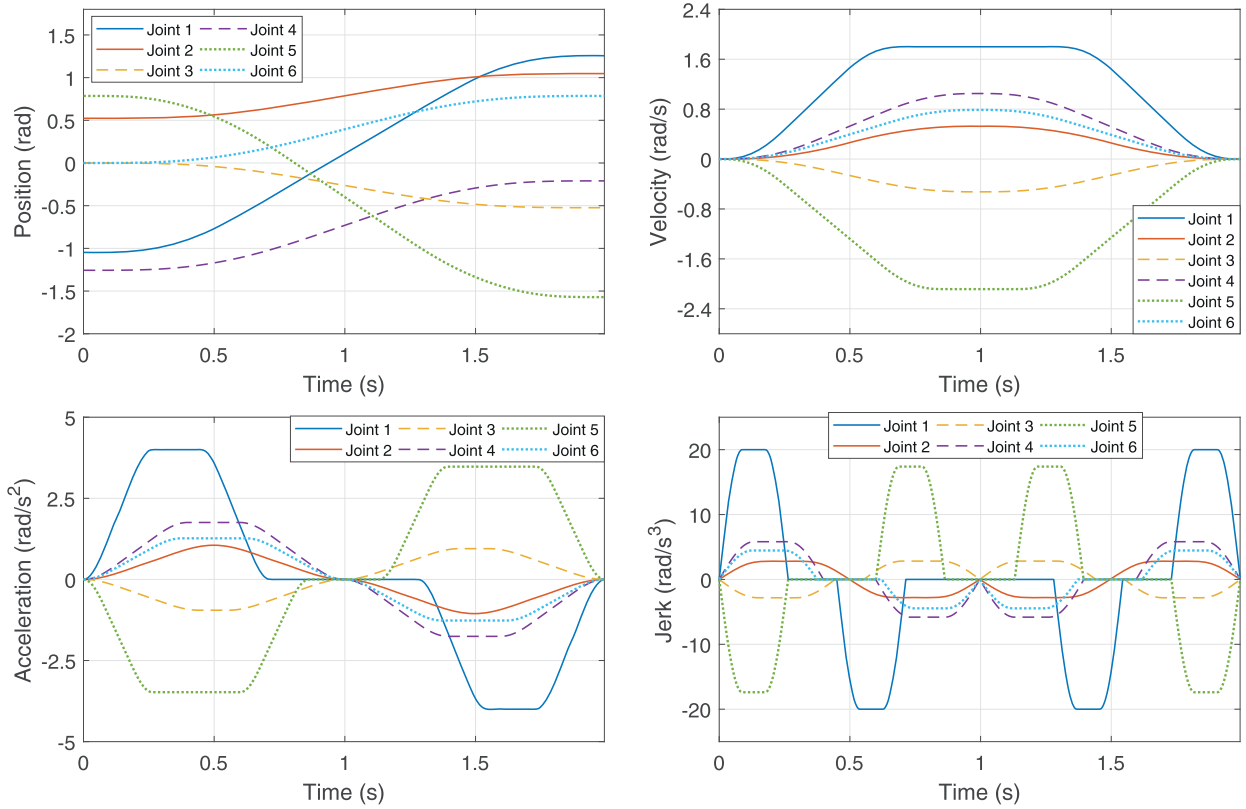 Position (rad)
1.5
1
0.5
0
-0.5
-1
-1.5
-2
Joint 1 Joint 4
Joint 2 Joint 5
Joint 3 Joint 6
0 0.5 1 1.5
Time (s)
Velocity (rad/s)
2.4
1.6
0.8
0
-0.8
-1.6
-2.4
Joint 1
Joint 2
Joint 3
Joint 4
Joint 5
Joint 6
0 0.5 1 1.5
Time (s)
Acceleration (rad/s²)
5
2.5
0
-2.5
-5
Joint 1 Joint 3 Joint 5
Joint 2 Joint 4 Joint 6
0 0.5 1 1.5
Time (s)
Jerk (rad/s³)
20
10
0
-10
-20
Joint 1 Joint 3 Joint 5
Joint 2 Joint 4 Joint 6
0 0.5 1 1.5
Time (s)